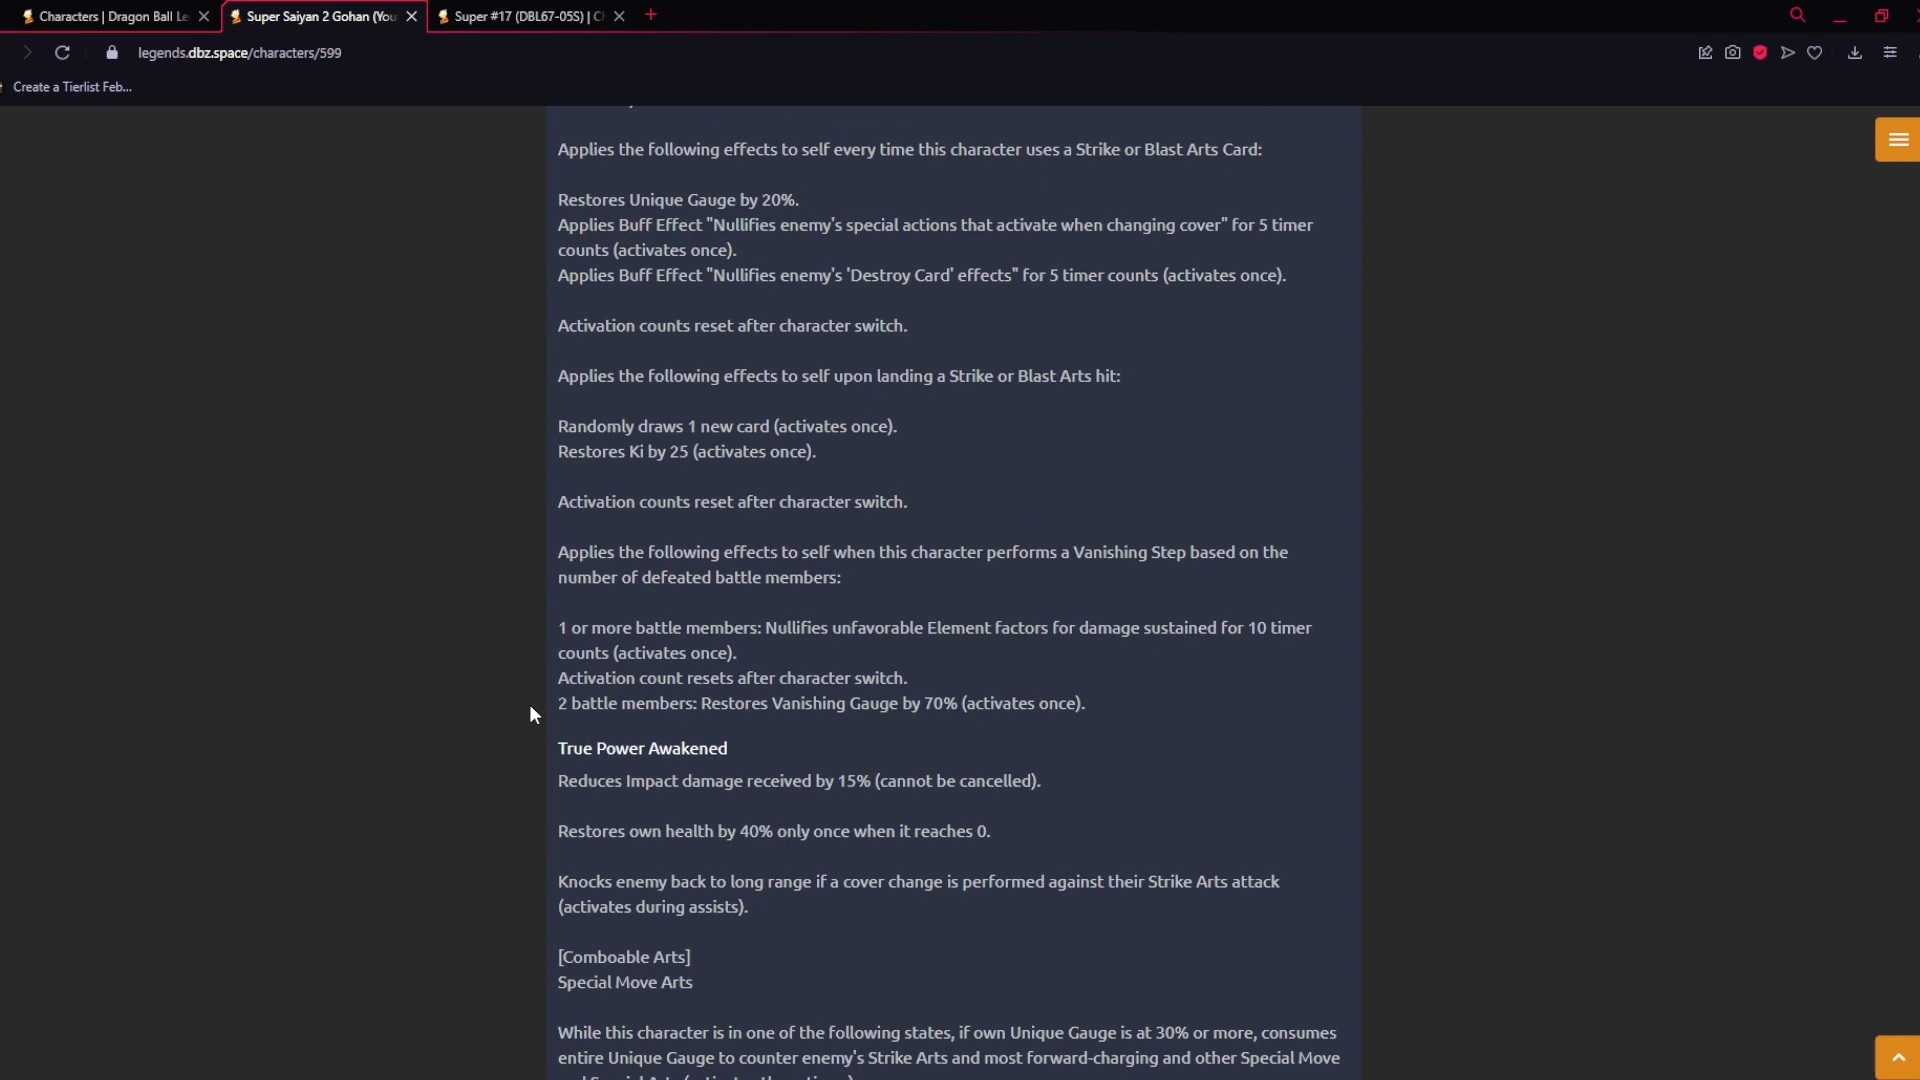 Characters | Dragon Ball Le
Super Saiyan 2 Gohan (You
Super #17 (DBL67-05S) | C
legends.dbz.space/characters/599
Create a Tierlist Feb...
Applies the following effects to self every time this character uses a Strike or Blast Arts Card:
Restores Unique Gauge by 20%.
Applies Buff Effect "Nullifies enemy's special actions that activate when changing cover" for 5 timer
counts (activates once).
Applies Buff Effect "Nullifies enemy's 'Destroy Card' effects" for 5 timer counts (activates once).
Activation counts reset after character switch.
Applies the following effects to self upon landing a Strike or Blast Arts hit:
Randomly draws 1 new card (activates once).
Restores Ki by 25 (activates once).
Activation counts reset after character switch.
Applies the following effects to self when this character performs a Vanishing Step based on the
number of defeated battle members:
1 or more battle members: Nullifies unfavorable Element factors for damage sustained for 10 timer
counts (activates once).
Activation count resets after character switch.
2 battle members: Restores Vanishing Gauge by 70% (activates once).
True Power Awakened
Reduces Impact damage received by 15% (cannot be cancelled).
Restores own health by 40% only once when it reaches 0.
Knocks enemy back to long range if a cover change is performed against their Strike Arts attack
(activates during assists).
[Comboable Arts]
Special Move Arts
While this character is in one of the following states, if own Unique Gauge is at 30% or more, consumes
entire Unique Gauge to counter enemy's Strike Arts and most forward-charging and other Special Move